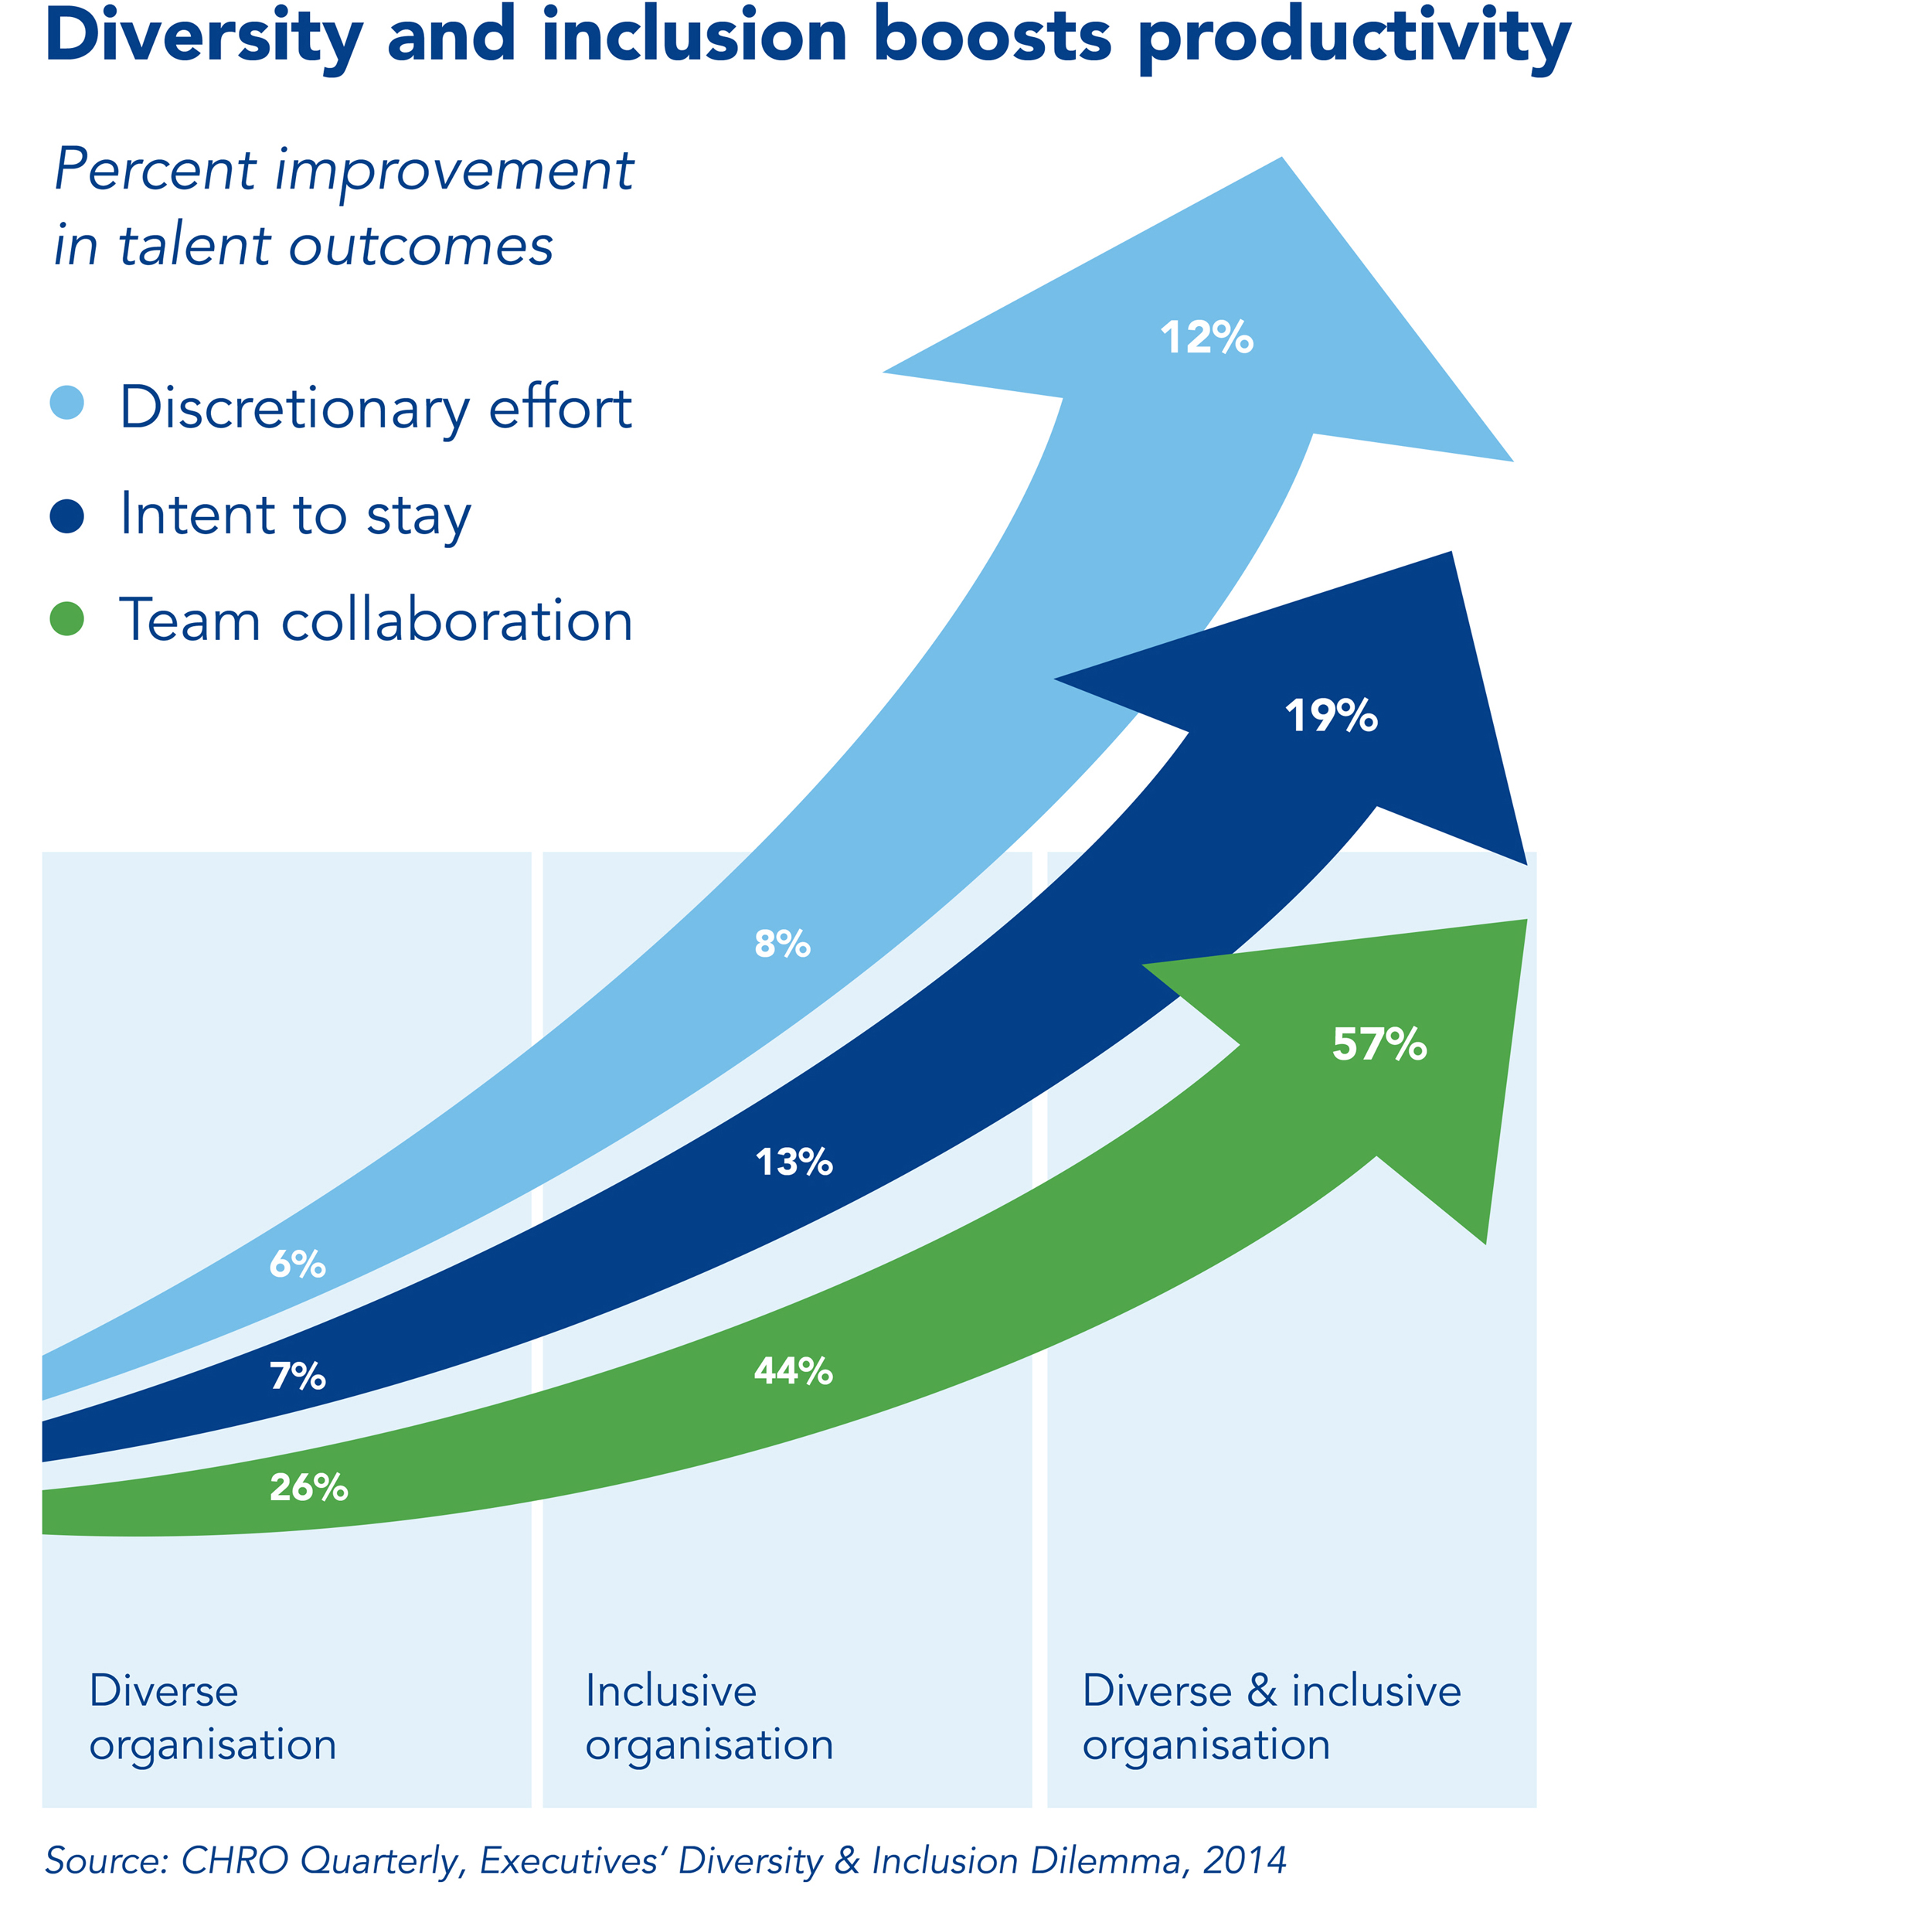 Diversity and inclusion boosts productivity
Percent improvement
in talent outcomes
Discretionary effort
Intent to stay
Team collaboration
12%
19%
8%
57%
13%
6%
7%
44%
26%
Diverse
organisation
Inclusive
organisation
Diverse & inclusive
organisation
Source: CHRO Quarterly, Executives’ Diversity & Inclusion Dilemma, 2014